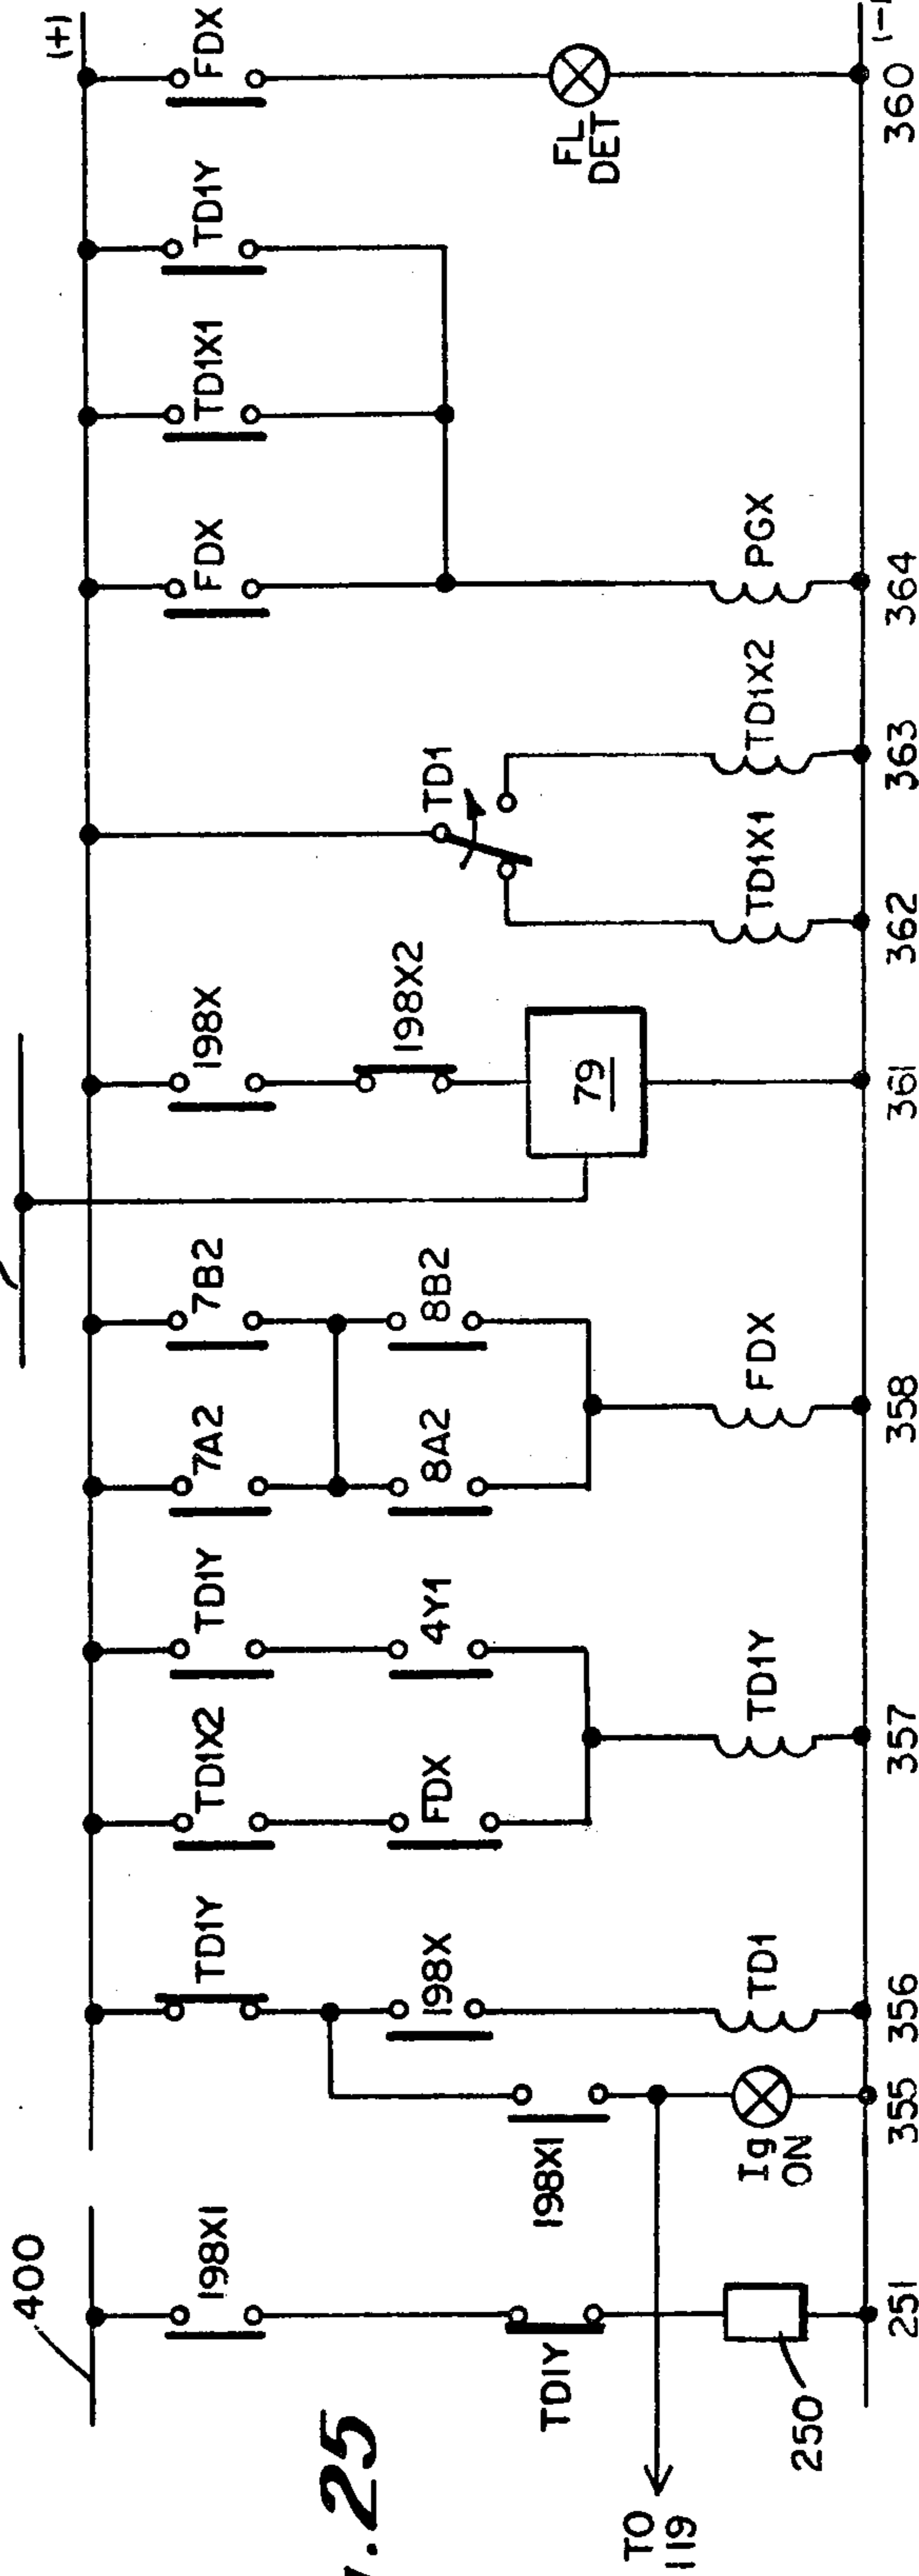 400
(+)
198X1
TD1Y
TD1X2
TD1Y
7A2
7B2
198X
FDX
TD1X1
TD1Y
FDX
198X
FDX
4Y1
8A2
8B2
198X2
TD1
198X1
TD1Y
79
FL
DET
Ig
ON
TD1
TD1Y
FDX
TD1X1
TD1X2
PGX
250
TO
119
251
355
356
357
358
361
362
363
364
360
.25